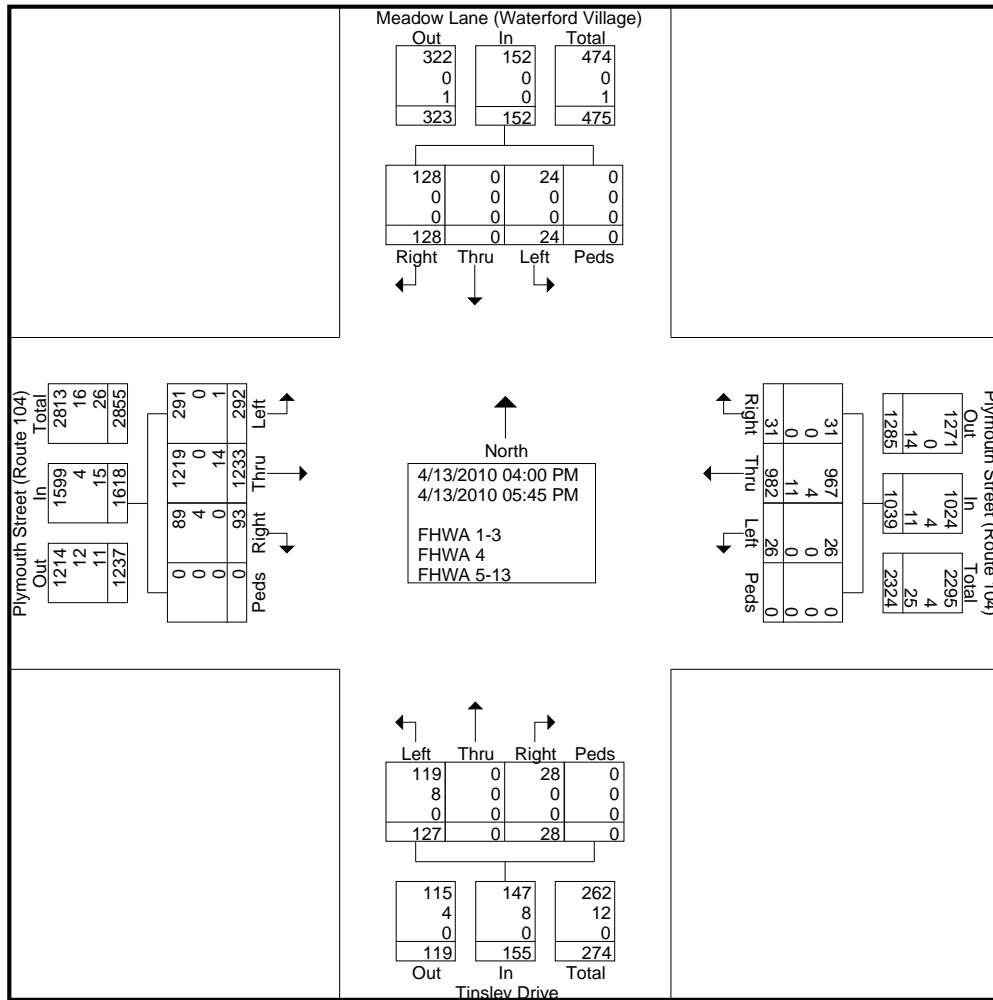 Meadow Lane (Waterford Village)
Out In Total
322 152 474
0 0 0
1 0 1
323 152 475
128 0 24 0
0 0 0 0
0 0 0 0
128 0 24 0
Right Thru Left Peds
Plymouth Street (Route 104)
Total In Out
2813 1599 1214
16 4 12
26 15 11
2855 1618 1237
291 1219 89 0
0 0 4 0
1 14 0 0
292 1233 93 0
Left Thru Right Peds
North
4/13/2010 04:00 PM
4/13/2010 05:45 PM
FHWA 1-3
FHWA 4
FHWA 5-13
Right Thru Left Peds
31 967 26 0
0 4 0 0
0 11 0 0
31 982 26 0
Plymouth Street (Route 104)
Out In Total
1271 1024 2295
0 4 4
14 11 25
1285 1039 2324
Left Thru Right Peds
119 0 28 0
8 0 0 0
0 0 0 0
127 0 28 0
115 147 262
4 8 12
0 0 0
119 155 274
Out In Total
Tinsley Drive